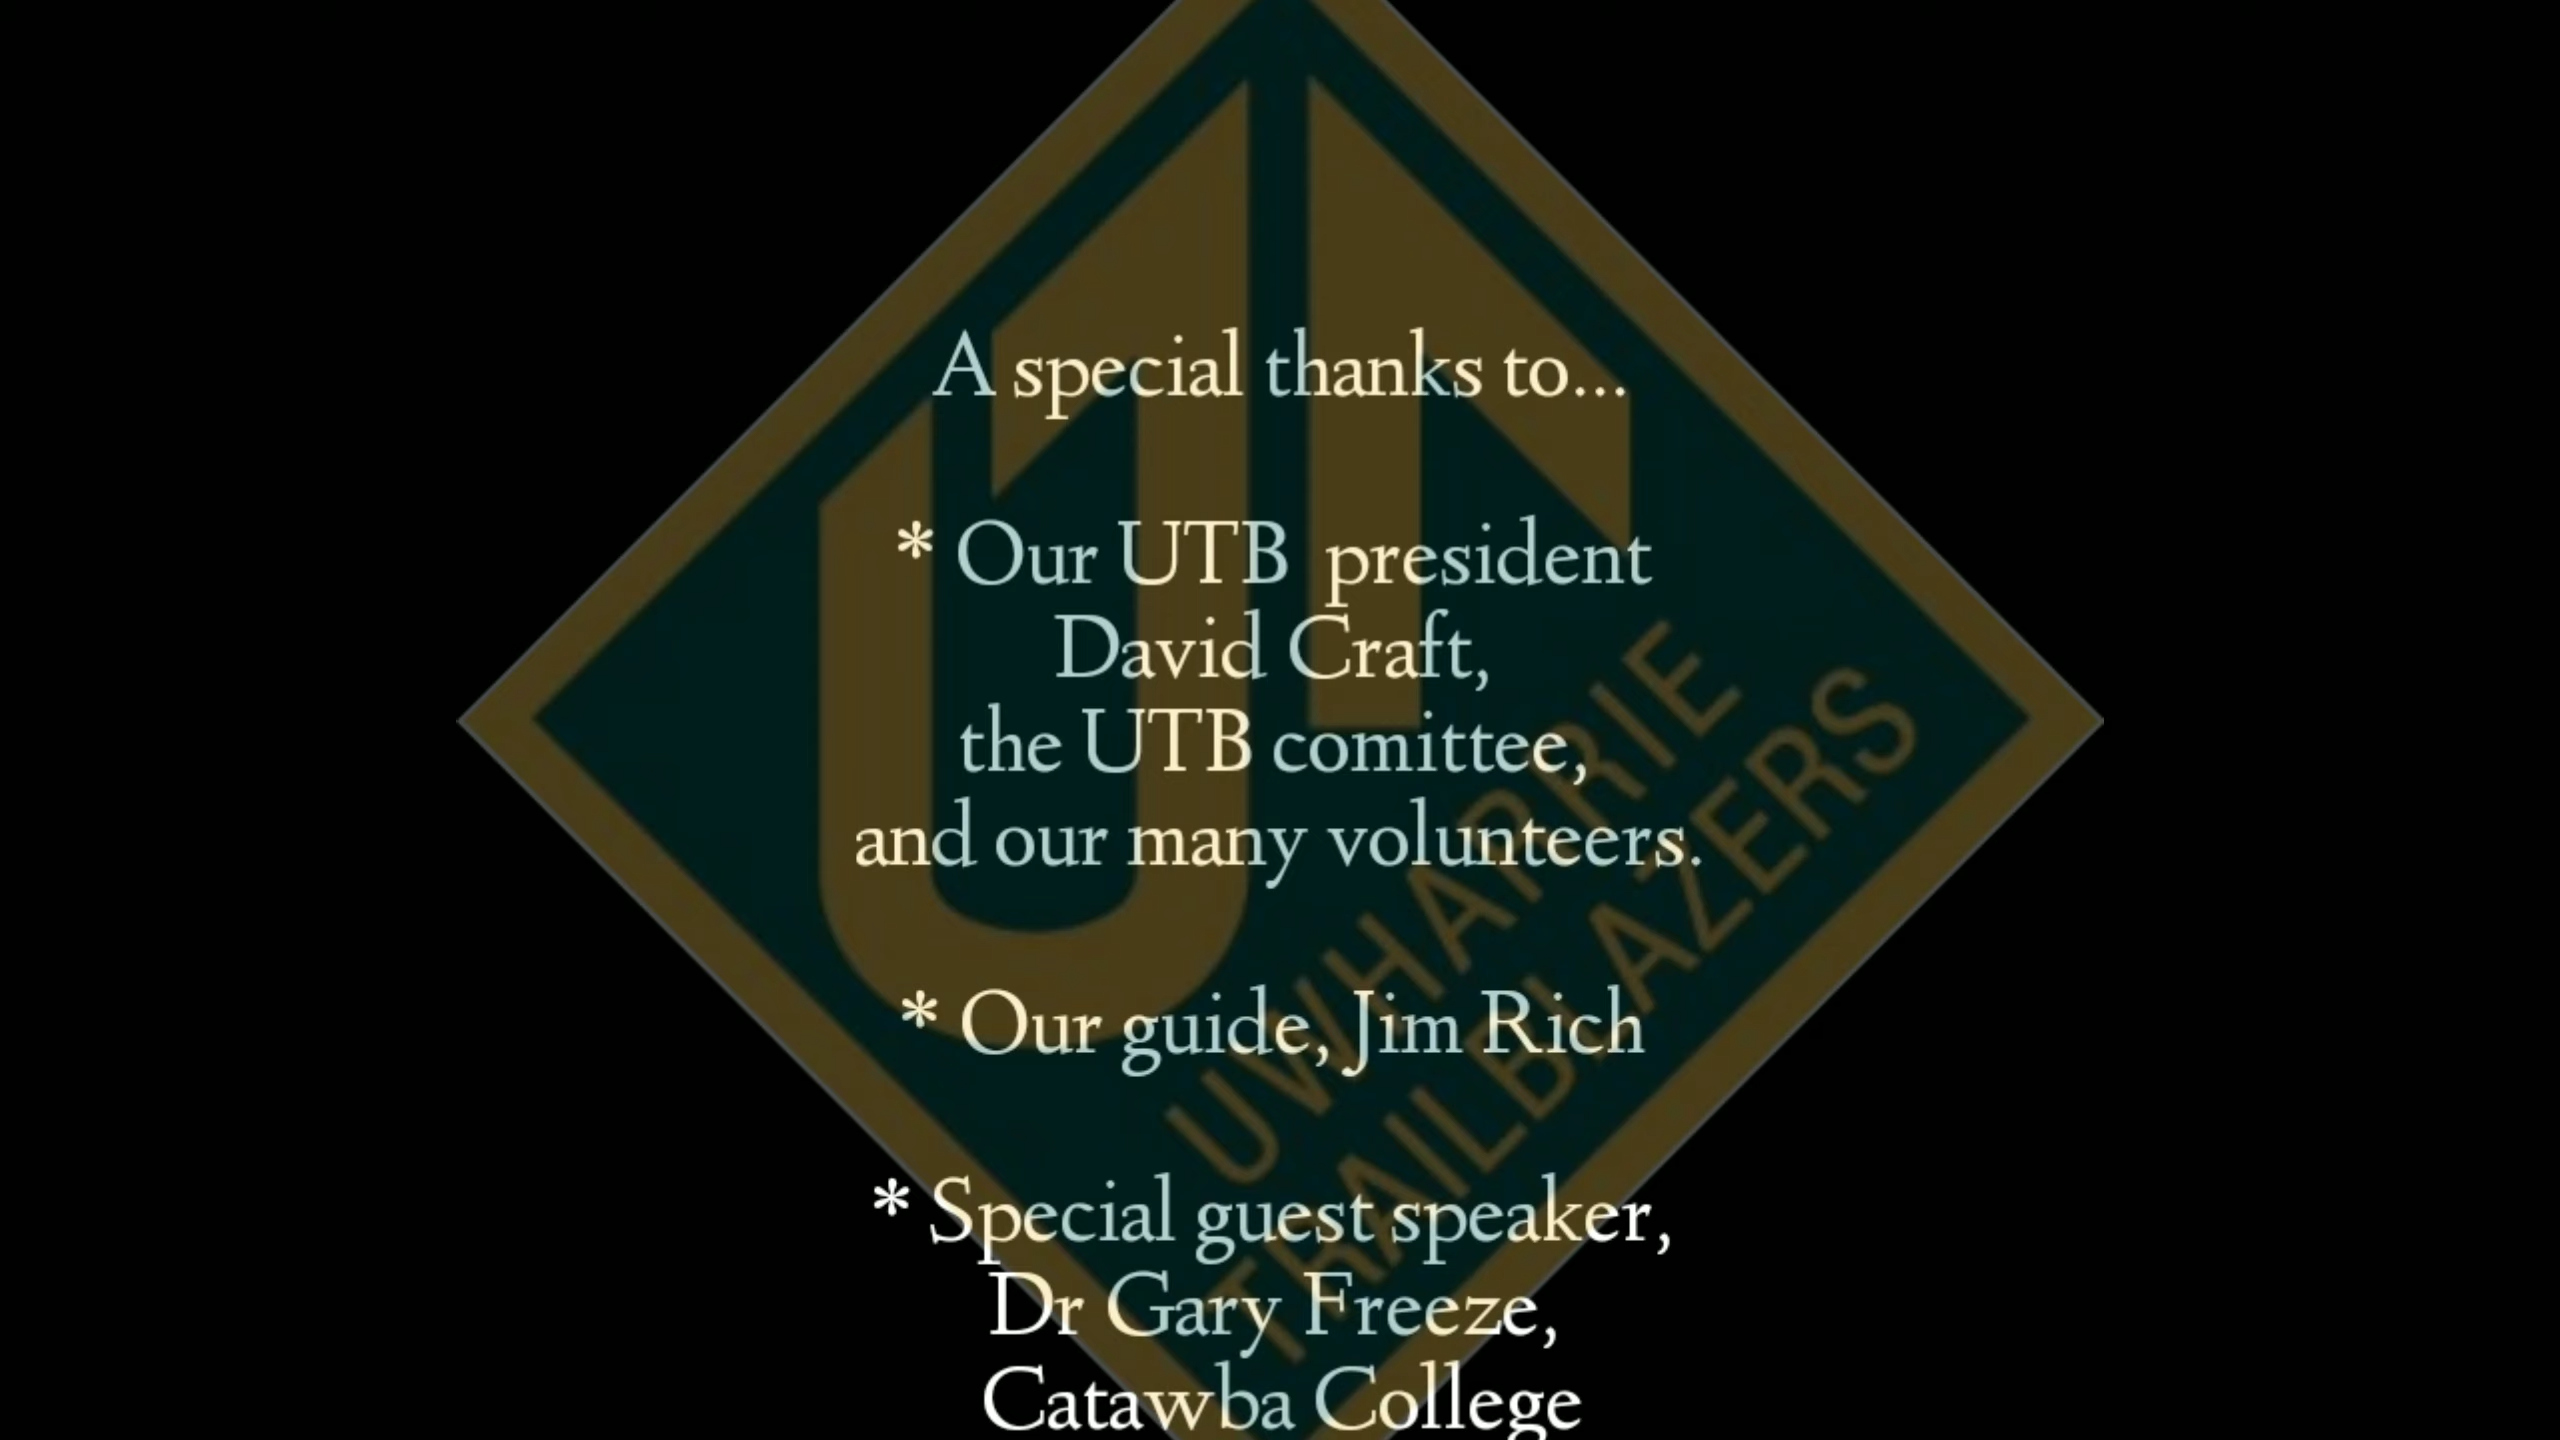 A special thanks to...
* Our UTB  president
David Craft,
the UTB comittee,
and our many volunteers.
* Our guide, Jim Rich
* Special guest speaker,
Dr Gary Freeze,
Catawba College
UT
UWHARRIE
TRAILBLAZERS